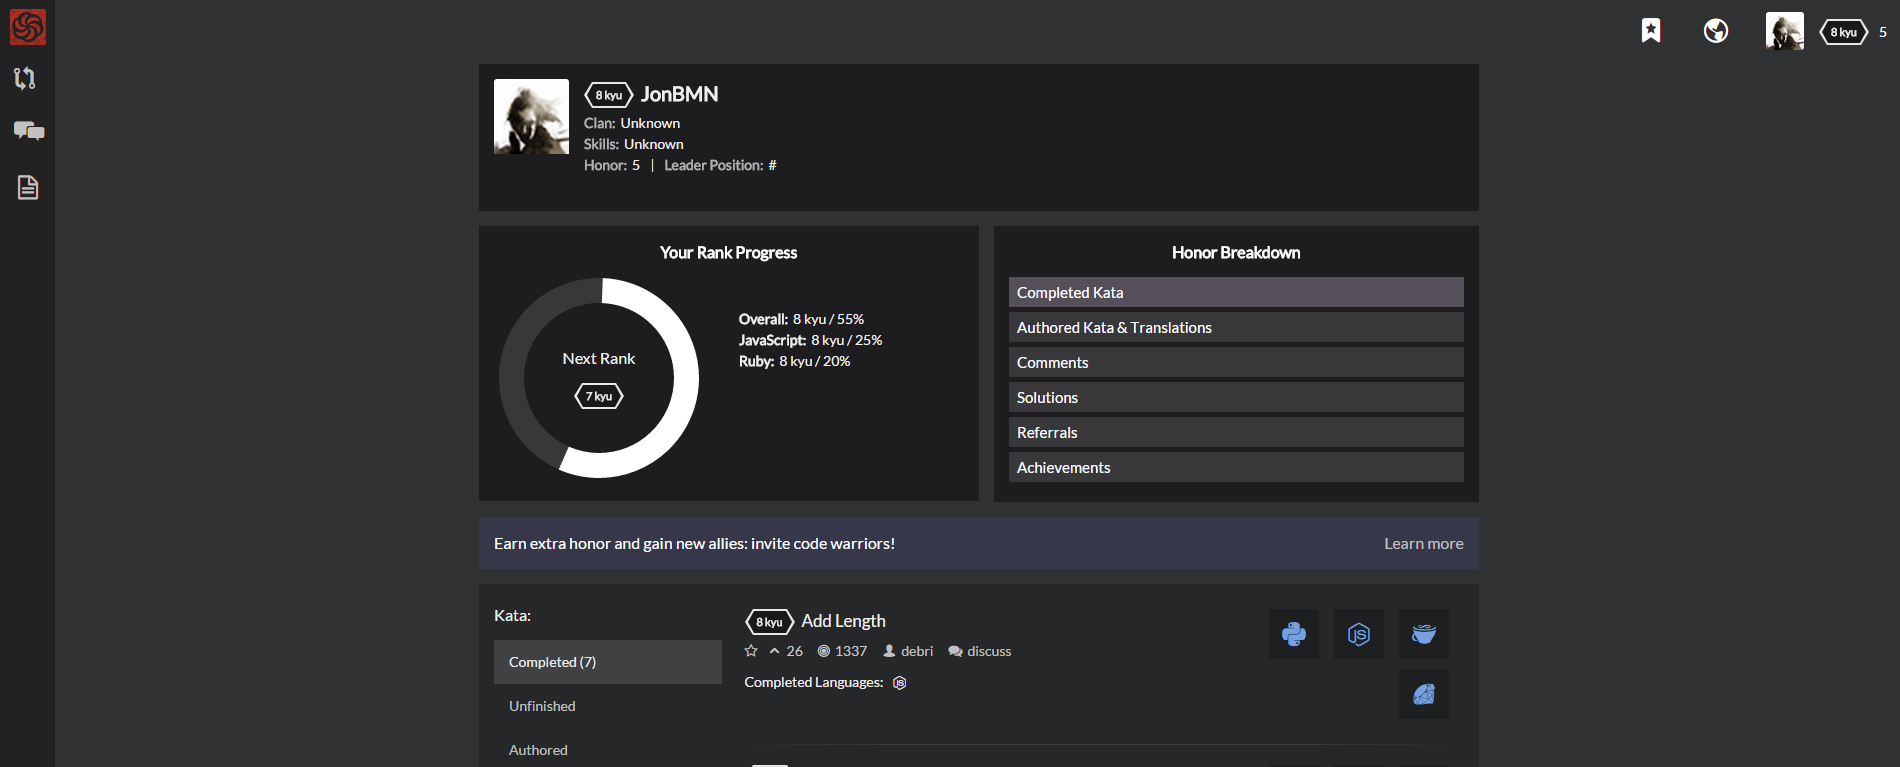 8 kyu 5
8 kyu JonBMN
Clan: Unknown
Skills: Unknown
Honor: 5 | Leader Position: #
Your Rank Progress
Next Rank
7 kyu
Overall: 8 kyu / 55%
JavaScript: 8 kyu / 25%
Ruby: 8 kyu / 20%
Honor Breakdown
Completed Kata
Authored Kata & Translations
Comments
Solutions
Referrals
Achievements
Earn extra honor and gain new allies: invite code warriors! Learn more
Kata:
Completed (7)
Unfinished
Authored
8 kyu Add Length
26 1337 debri discuss
Completed Languages: JS
JS